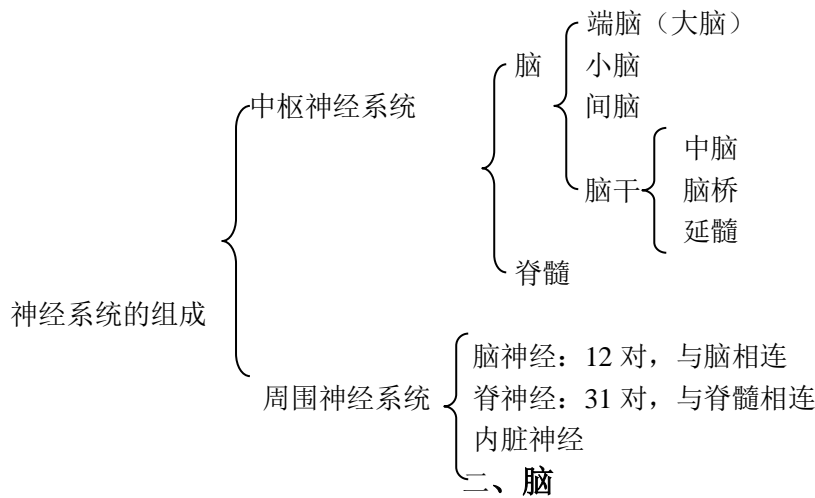 端脑（大脑）
脑
小脑
中枢神经系统
间脑
中脑
脑干
脑桥
延髓
脊髓
神经系统的组成
脑神经：12 对，与脑相连
周围神经系统
脊神经：31 对，与脊髓相连
内脏神经
二、脑